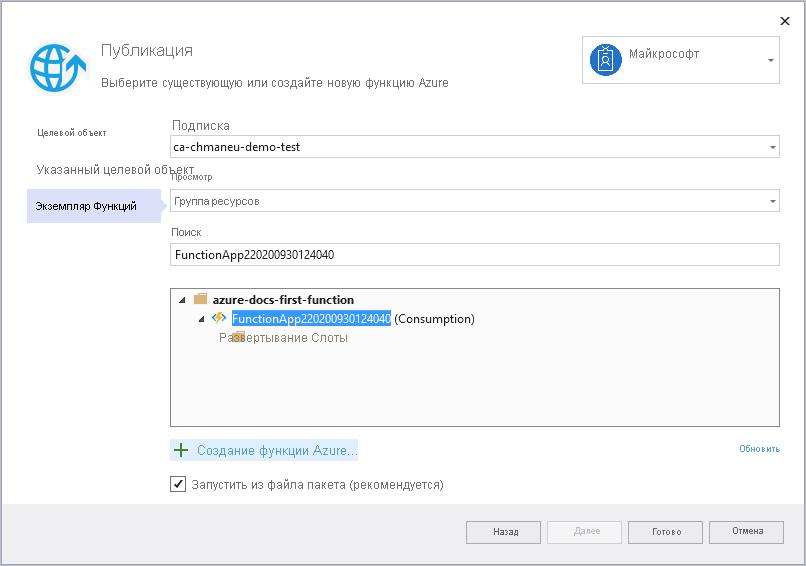 Публикация
Выберите существующую или создайте новую функцию Azure
Майкрософт
Целевой объект
Указанный целевой объект
Экземпляр Функций
Подписка
ca-chmaneu-demo-test
Просмотр
Группа ресурсов
Поиск
FunctionApp220200930124040
azure-docs-first-function
FunctionApp220200930124040 (Consumption)
Развертывание Слоты
Создание функции Azure...
Обновить
Запустить из файла пакета (рекомендуется)
Назад
Далее
Готово
Отмена